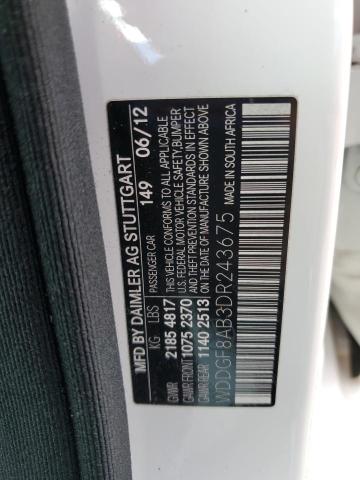 MFD BY DAIMLER AG STUTTGART
149 06/12
PASSENGER CAR
KG LBS
THIS VEHICLE CONFORMS TO ALL APPLICABLE
U.S. FEDERAL MOTOR VEHICLE SAFETY,BUMPER
AND THEFT PREVENTION STANDARDS IN EFFECT
ON THE DATE OF MANUFACTURE SHOWN ABOVE
GVWR 2185 4817
GAWR FRONT 1075 2370
GAWR REAR 1140 2513
MADE IN SOUTH AFRICA
WDDGF8AB3DR243675